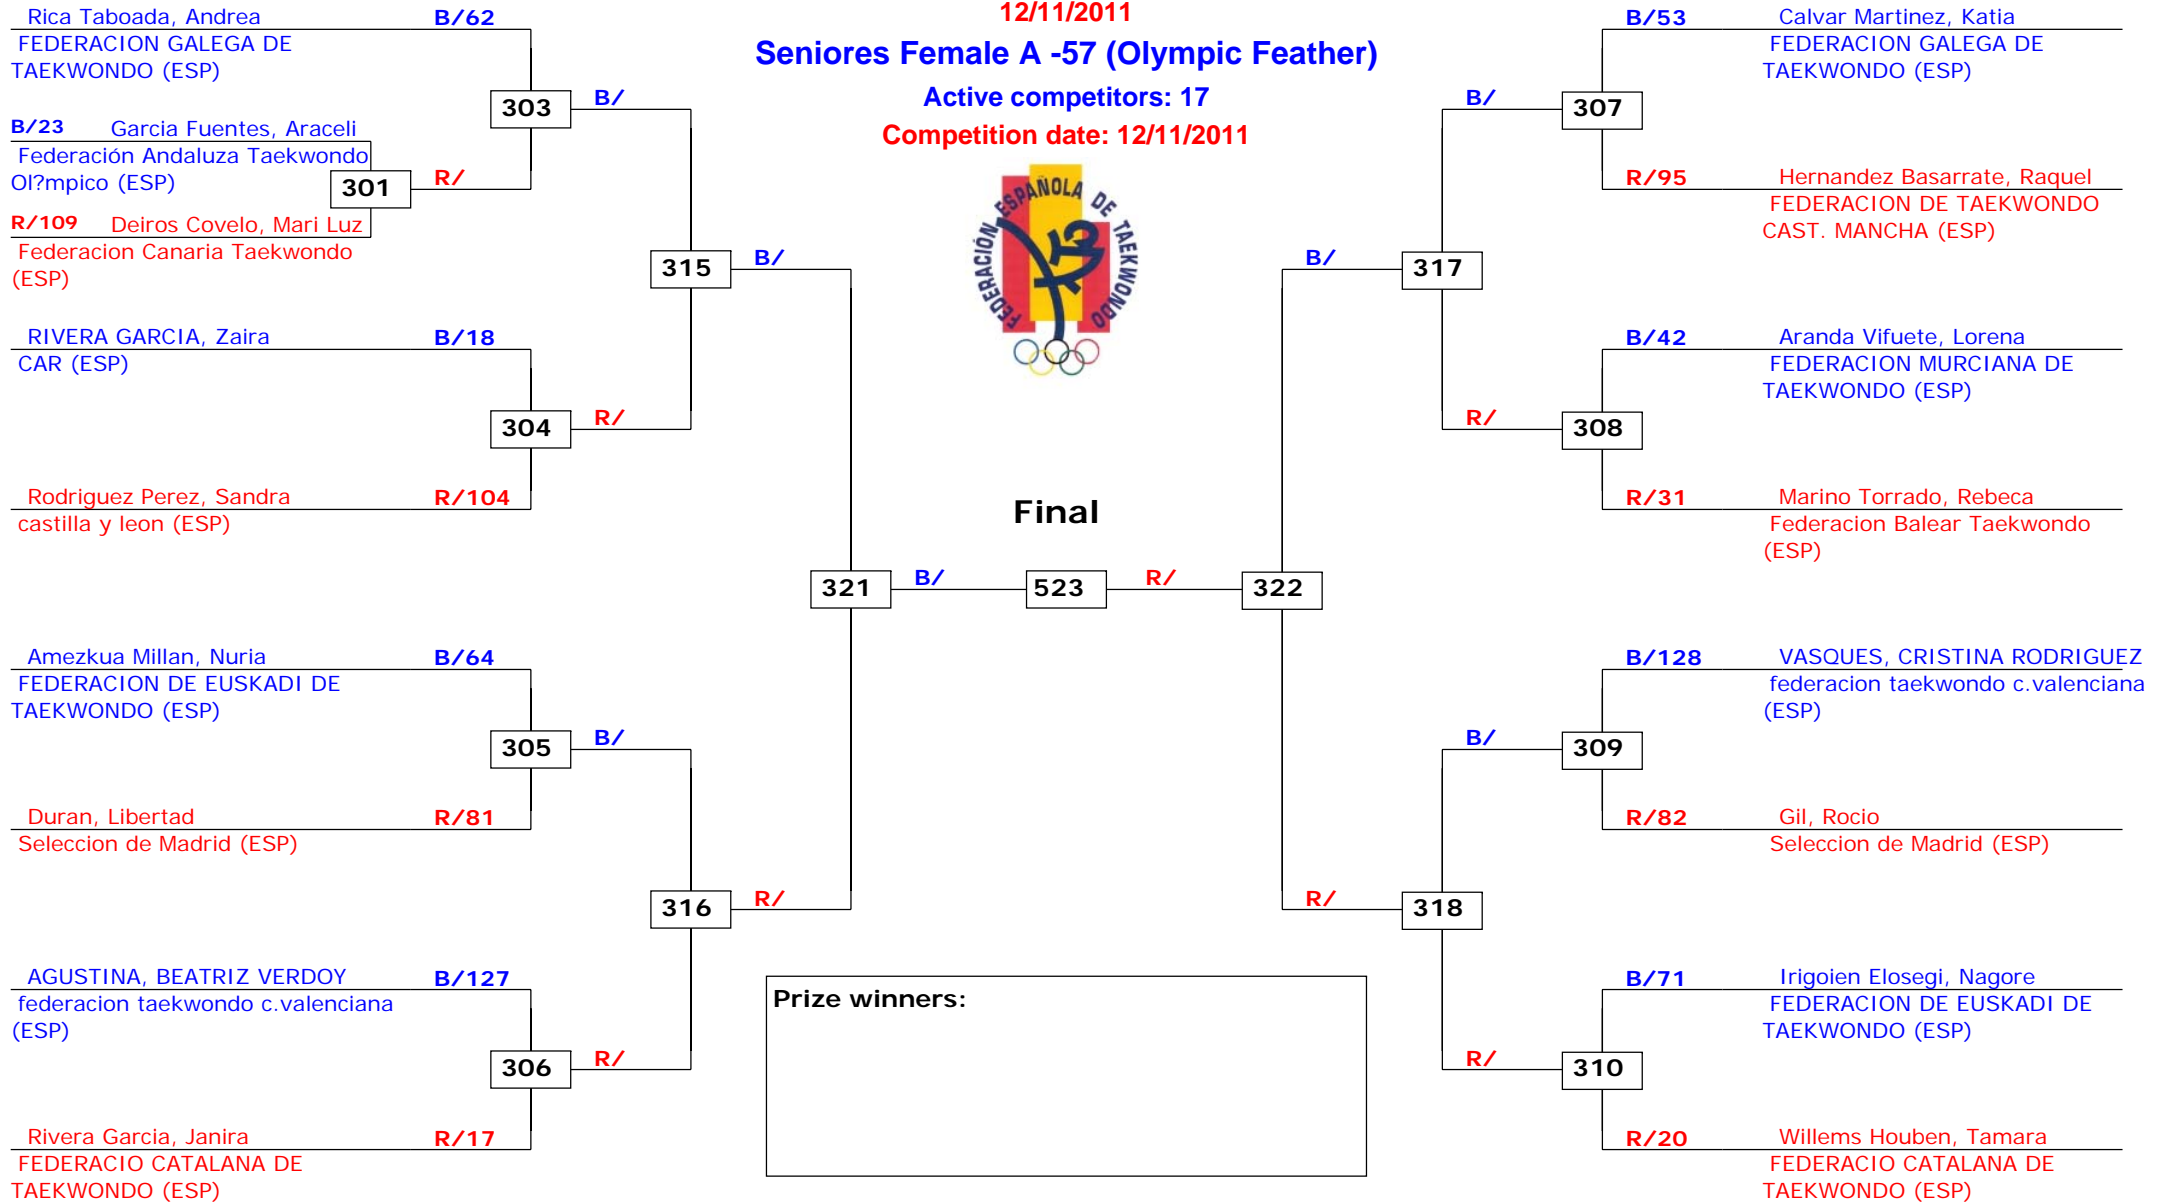 12/11/2011
Seniores Female A -57 (Olympic Feather)
Active competitors: 17
Competition date: 12/11/2011
FEDERACIÓN ESPAÑOLA DE TAEKWONDO
Rica Taboada, Andrea B/62
FEDERACION GALEGA DE
TAEKWONDO (ESP)
303 B/
B/23 Garcia Fuentes, Araceli
Federación Andaluza Taekwondo
Ol?mpico (ESP)
301 R/
R/109 Deiros Covelo, Mari Luz
Federacion Canaria Taekwondo
(ESP)
315 B/
RIVERA GARCIA, Zaira B/18
CAR (ESP)
304 R/
Rodriguez Perez, Sandra R/104
castilla y leon (ESP)
Final
321 B/ 523 R/ 322
Amezkua Millan, Nuria B/64
FEDERACION DE EUSKADI DE
TAEKWONDO (ESP)
305 B/
Duran, Libertad R/81
Seleccion de Madrid (ESP)
316 R/
AGUSTINA, BEATRIZ VERDOY B/127
federacion taekwondo c.valenciana
(ESP)
306 R/
Rivera Garcia, Janira R/17
FEDERACIO CATALANA DE
TAEKWONDO (ESP)
B/53 Calvar Martinez, Katia
FEDERACION GALEGA DE
TAEKWONDO (ESP)
B/ 307
R/95 Hernandez Basarrate, Raquel
FEDERACION DE TAEKWONDO
CAST. MANCHA (ESP)
B/ 317
B/42 Aranda Vifuete, Lorena
FEDERACION MURCIANA DE
TAEKWONDO (ESP)
R/ 308
R/31 Marino Torrado, Rebeca
Federacion Balear Taekwondo
(ESP)
B/128 VASQUES, CRISTINA RODRIGUEZ
federacion taekwondo c.valenciana
(ESP)
B/ 309
R/82 Gil, Rocio
Seleccion de Madrid (ESP)
R/ 318
B/71 Irigoien Elosegi, Nagore
FEDERACION DE EUSKADI DE
TAEKWONDO (ESP)
R/ 310
R/20 Willems Houben, Tamara
FEDERACIO CATALANA DE
TAEKWONDO (ESP)
Prize winners: